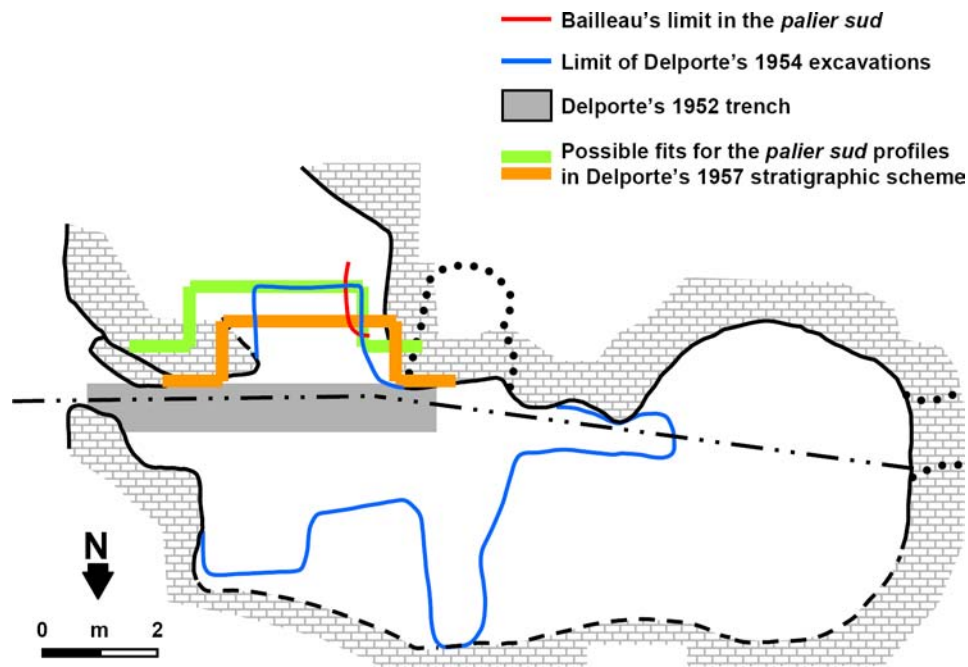 Bailleau's limit in the palier sud
Limit of Delporte's 1954 excavations
Delporte's 1952 trench
Possible fits for the palier sud profiles
in Delporte's 1957 stratigraphic scheme
N
0 m 2